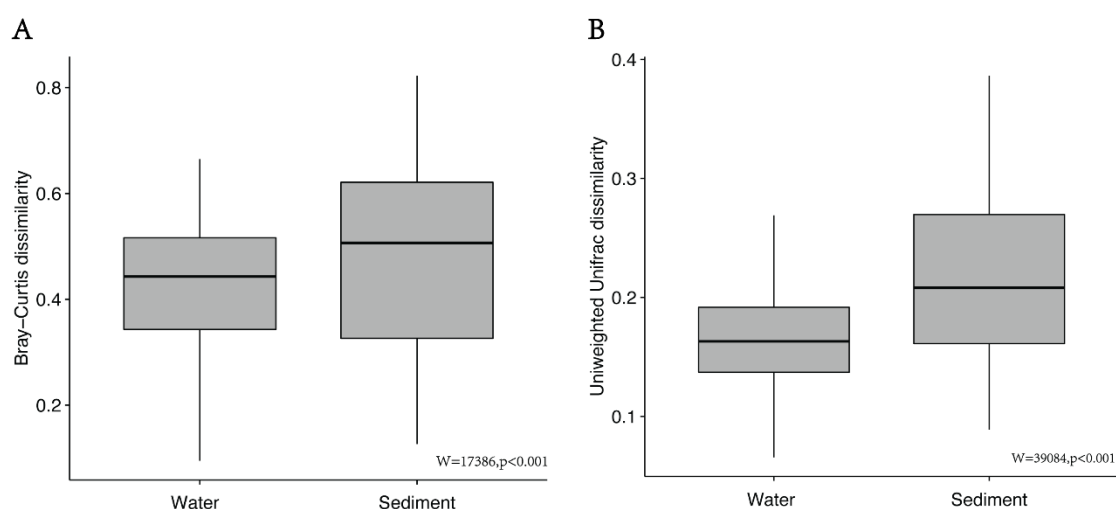 A
Bray−Curtis dissimilarity
0.8
0.6
0.4
0.2
W=17386,p<0.001
Water
Sediment
B
Uniweighted Unifrac dissimilarity
0.4
0.3
0.2
0.1
W=39084,p<0.001
Water
Sediment